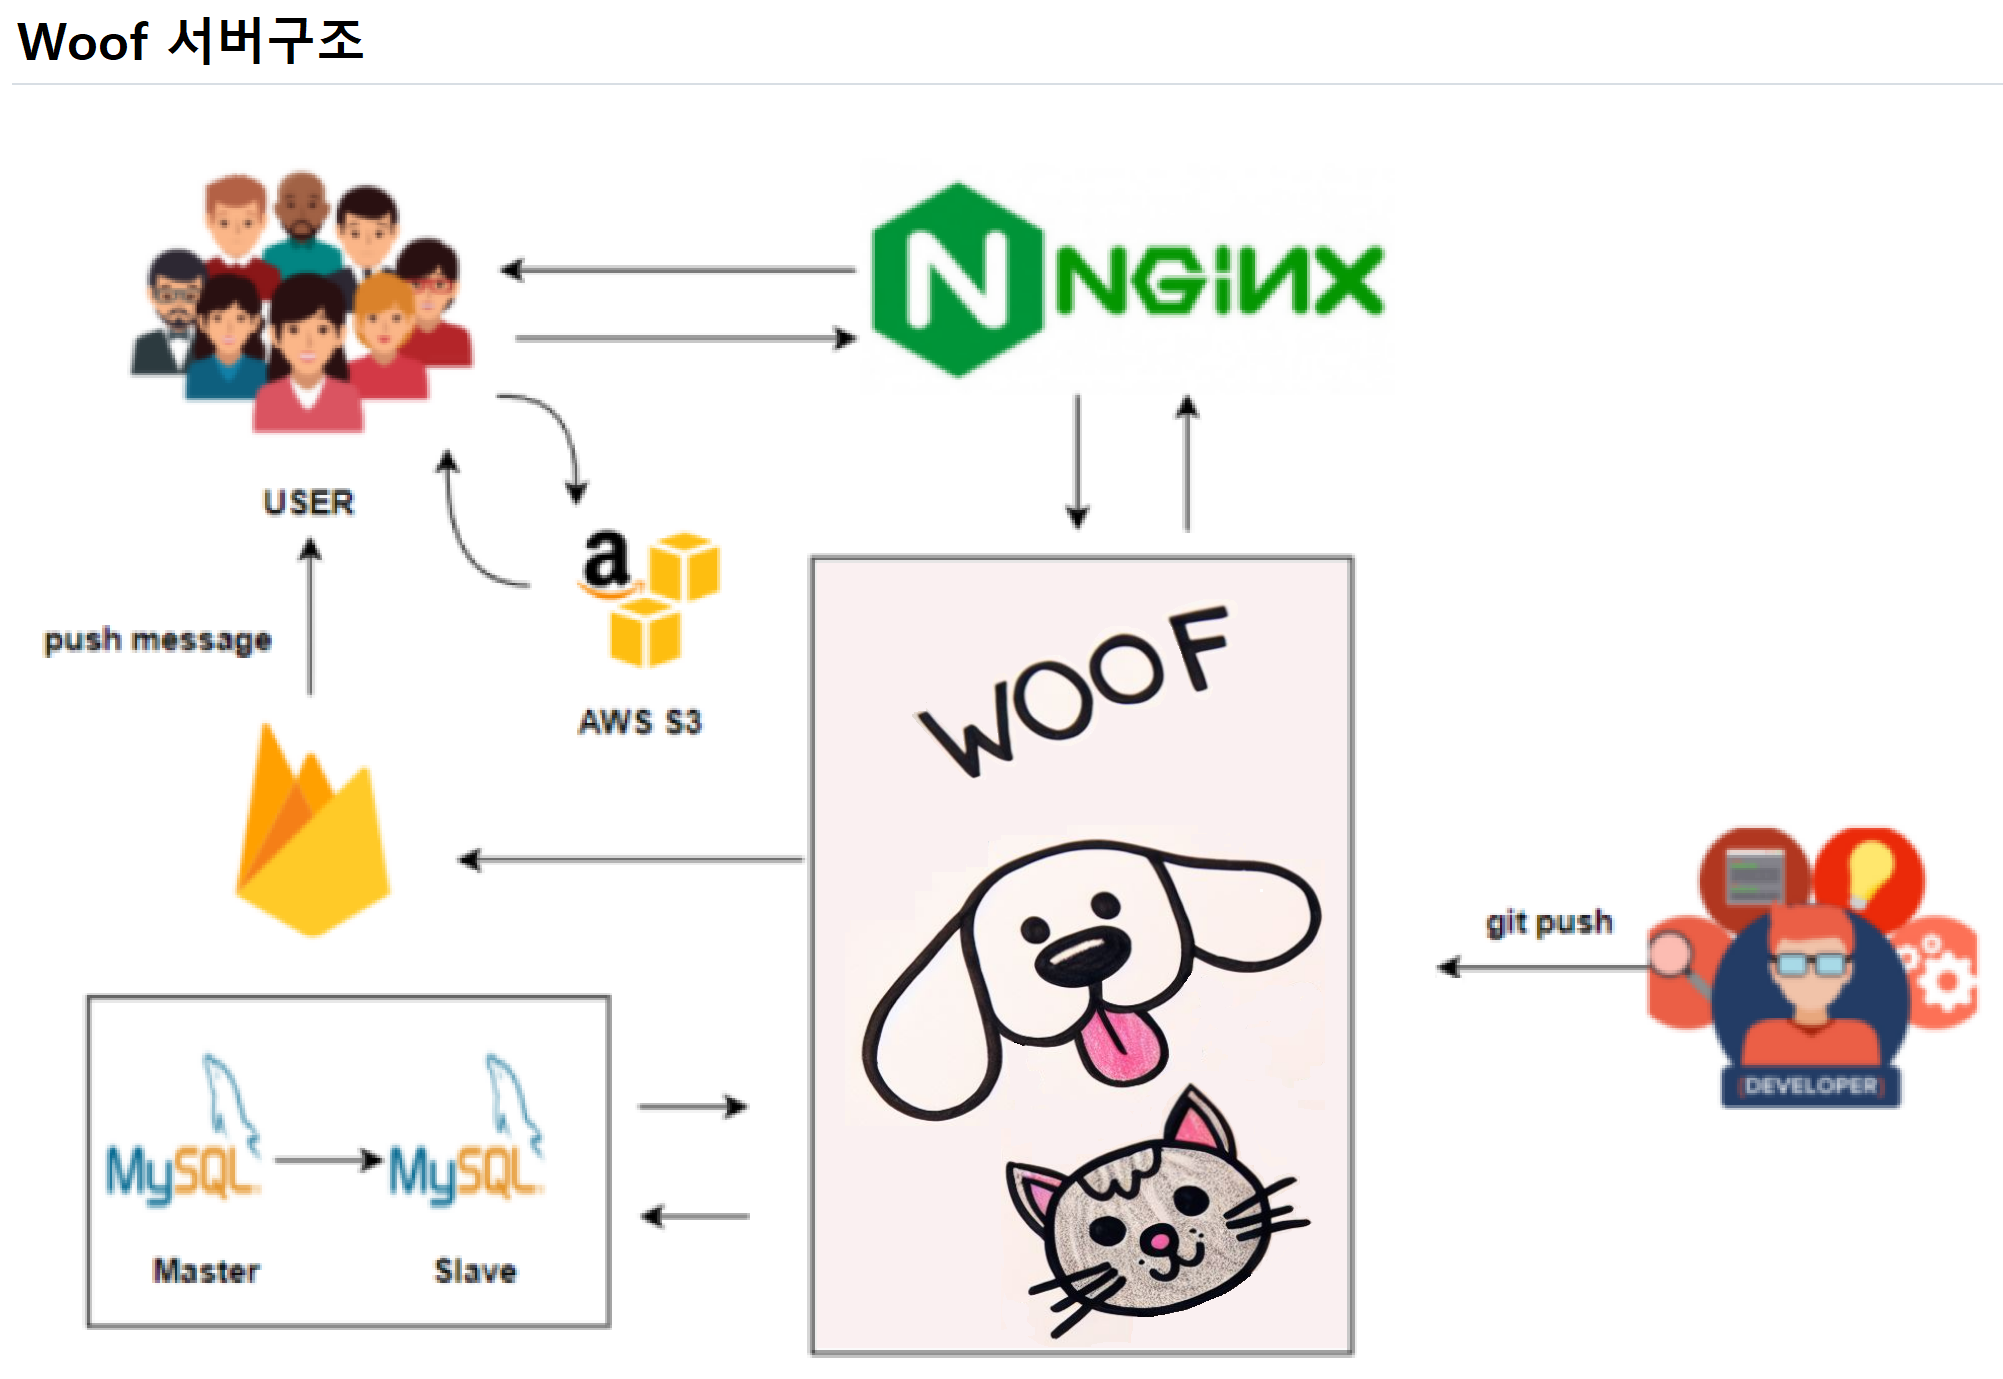 Woof 서버구조
NGINX
USER
push message
a
AWS S3
WOOF
git push
DEVELOPER
MySQL
MySQL
Master
Slave